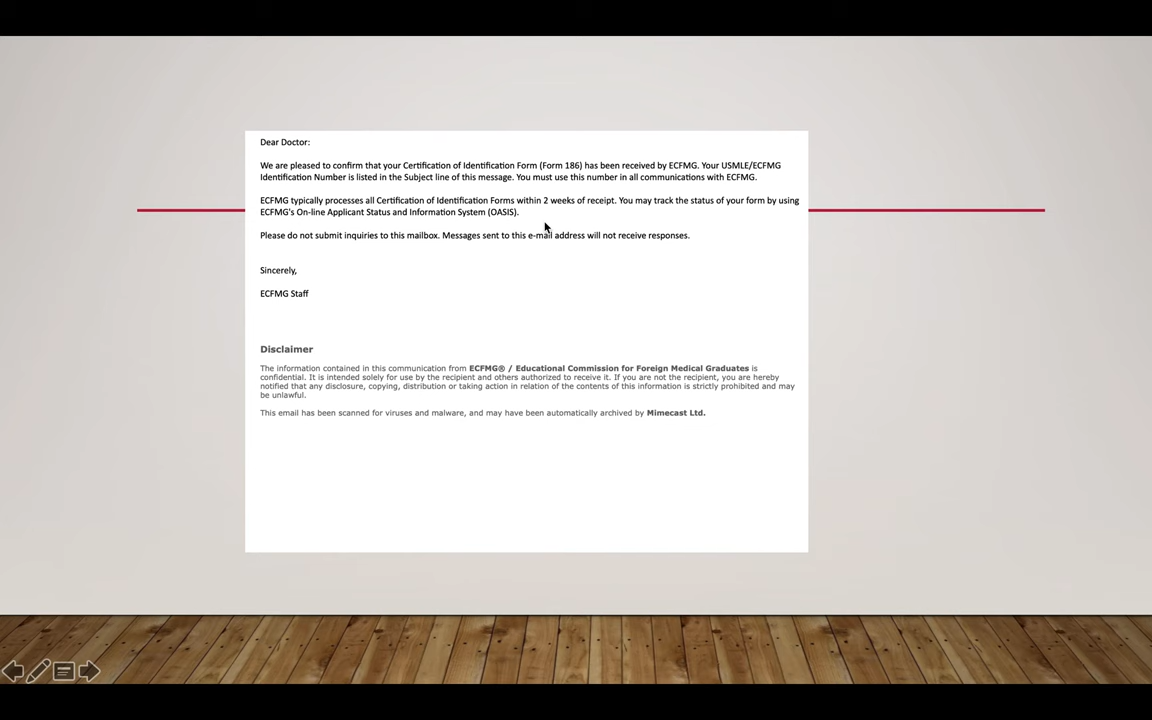 Dear Doctor:
We are pleased to confirm that your Certification of Identification Form (Form 186) has been received by ECFMG. Your USMLE/ECFMG
Identification Number is listed in the Subject line of this message. You must use this number in all communications with ECFMG.
ECFMG typically processes all Certification of Identification Forms within 2 weeks of receipt. You may track the status of your form by using
ECFMG's On-line Applicant Status and Information System (OASIS).
Please do not submit inquiries to this mailbox. Messages sent to this e-mail address will not receive responses.
Sincerely,
ECFMG Staff
Disclaimer
The information contained in this communication from ECFMG® / Educational Commission for Foreign Medical Graduates is
confidential. It is intended solely for use by the recipient and others authorized to receive it. If you are not the recipient, you are hereby
notified that any disclosure, copying, distribution or taking action in relation of the contents of this information is strictly prohibited and may
be unlawful.
This email has been scanned for viruses and malware, and may have been automatically archived by Mimecast Ltd.